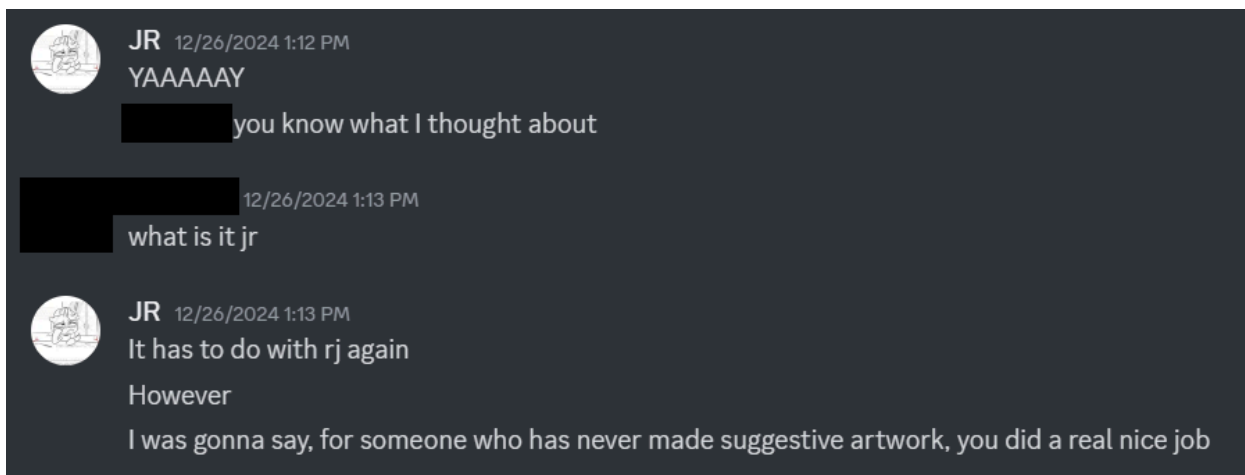 JR 12/26/2024 1:12 PM
YAAAAAY
you know what I thought about
12/26/2024 1:13 PM
what is it jr
JR 12/26/2024 1:13 PM
It has to do with rj again
However
I was gonna say, for someone who has never made suggestive artwork, you did a real nice job